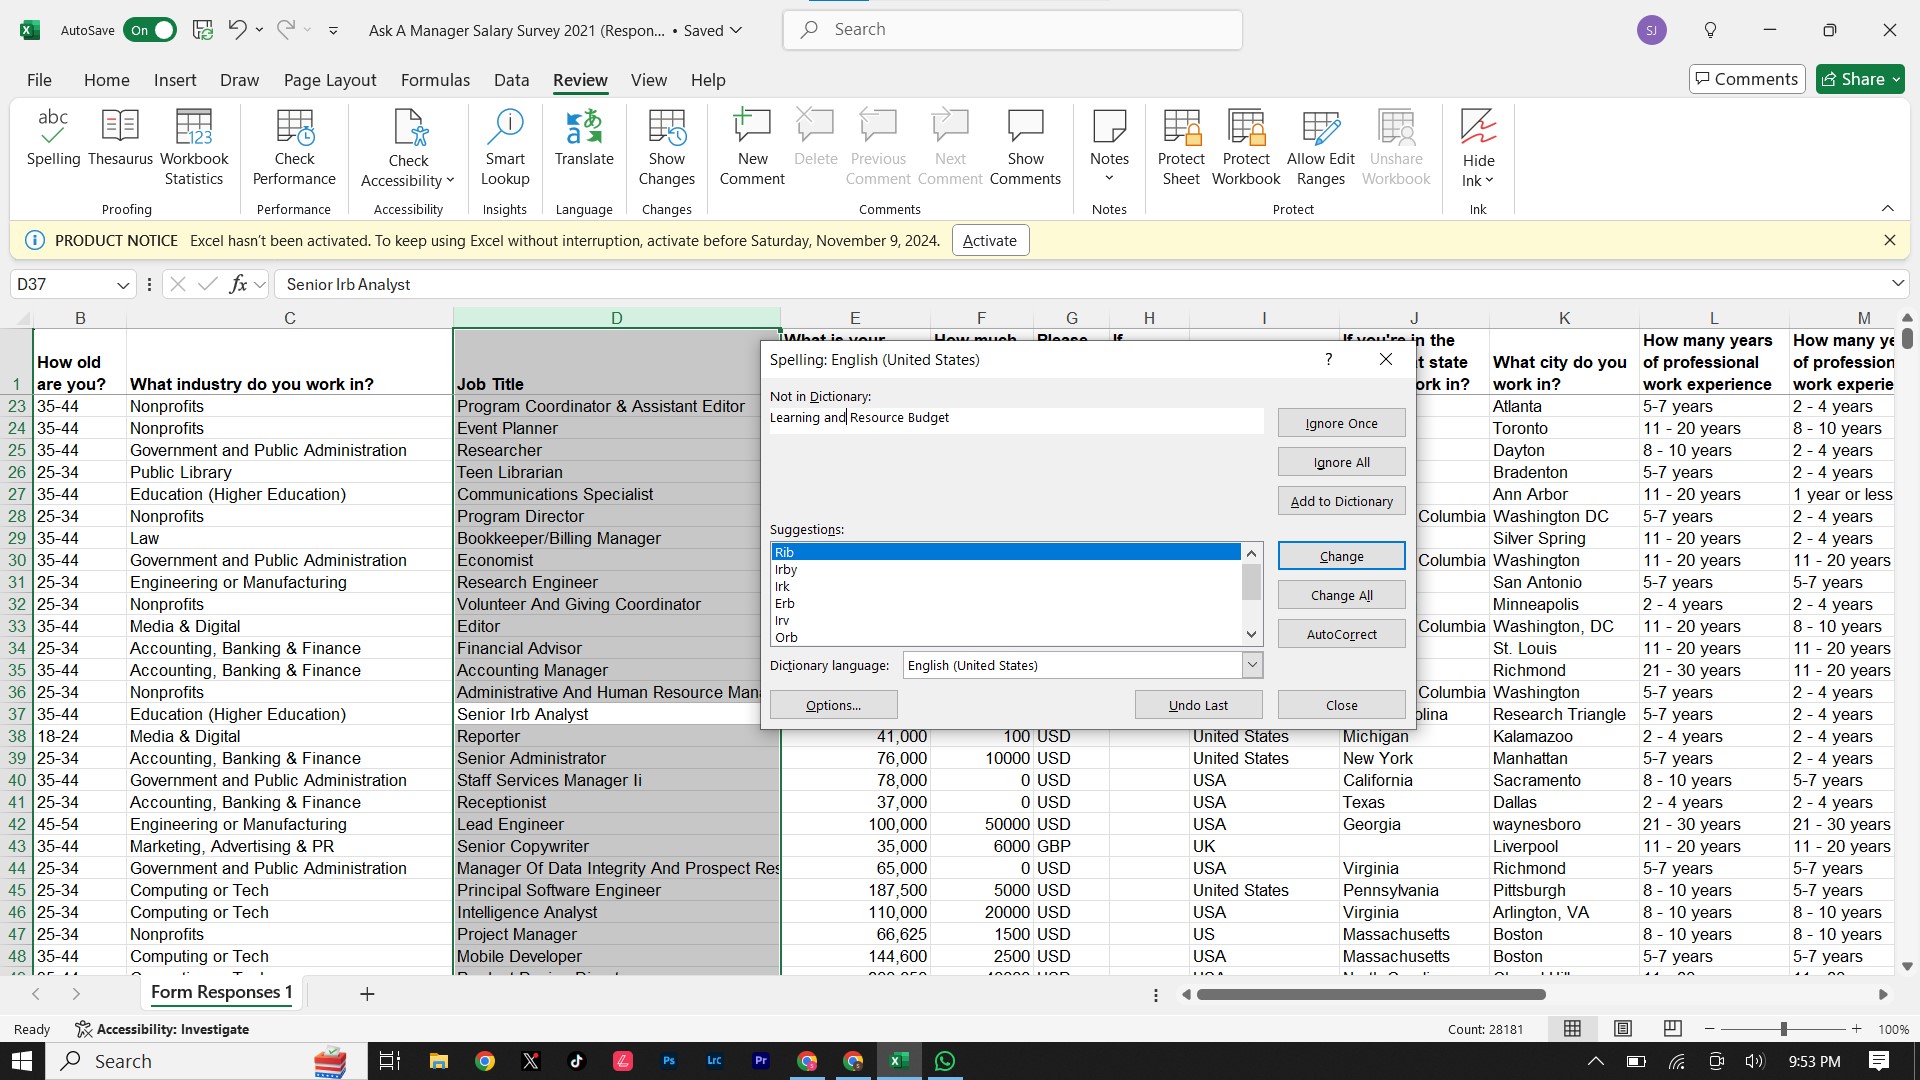 AutoSave On Ask A Manager Salary Survey 2021 (Respon... • Saved Search SJ
File Home Insert Draw Page Layout Formulas Data Review View Help Comments Share
abc
Spelling Thesaurus Workbook Statistics
Proofing
Check Performance
Performance
Check Accessibility
Accessibility
Smart Lookup
Insights
Translate
Language
Show Changes
Changes
New Comment Delete Previous Comment Next Comment Show Comments
Comments
Notes
Notes
Protect Sheet Protect Workbook Allow Edit Ranges Unshare Workbook
Protect
Hide Ink
Ink
PRODUCT NOTICE Excel hasn't been activated. To keep using Excel without interruption, activate before Saturday, November 9, 2024. Activate
D37 fx Senior Irb Analyst
B C D E F G H I J K L M
1 How old are you? What industry do you work in? Job Title What is your How much Please If If you're in the What city do you work in? How many years of professional work experience How many ye of profession work experie
23 35-44 Nonprofits Program Coordinator & Assistant Editor Atlanta 5-7 years 2 - 4 years
24 35-44 Nonprofits Event Planner Toronto 11 - 20 years 8 - 10 years
25 35-44 Government and Public Administration Researcher Dayton 8 - 10 years 2 - 4 years
26 25-34 Public Library Teen Librarian Bradenton 5-7 years 2 - 4 years
27 35-44 Education (Higher Education) Communications Specialist Ann Arbor 11 - 20 years 1 year or less
28 25-34 Nonprofits Program Director Columbia Washington DC 5-7 years 2 - 4 years
29 35-44 Law Bookkeeper/Billing Manager Silver Spring 11 - 20 years 2 - 4 years
30 35-44 Government and Public Administration Economist Columbia Washington 11 - 20 years 11 - 20 years
31 25-34 Engineering or Manufacturing Research Engineer San Antonio 5-7 years 5-7 years
32 25-34 Nonprofits Volunteer And Giving Coordinator Minneapolis 2 - 4 years 2 - 4 years
33 35-44 Media & Digital Editor Columbia Washington, DC 11 - 20 years 8 - 10 years
34 25-34 Accounting, Banking & Finance Financial Advisor St. Louis 11 - 20 years 11 - 20 years
35 35-44 Accounting, Banking & Finance Accounting Manager Richmond 21 - 30 years 11 - 20 years
36 25-34 Nonprofits Administrative And Human Resource Man Columbia Washington 5-7 years 2 - 4 years
37 35-44 Education (Higher Education) Senior Irb Analyst olina Research Triangle 5-7 years 2 - 4 years
38 18-24 Media & Digital Reporter 41,000 100 USD United States Michigan Kalamazoo 2 - 4 years 2 - 4 years
39 25-34 Accounting, Banking & Finance Senior Administrator 76,000 10000 USD United States New York Manhattan 5-7 years 2 - 4 years
40 35-44 Government and Public Administration Staff Services Manager Ii 78,000 0 USD USA California Sacramento 8 - 10 years 5-7 years
41 25-34 Accounting, Banking & Finance Receptionist 37,000 0 USD USA Texas Dallas 2 - 4 years 2 - 4 years
42 45-54 Engineering or Manufacturing Lead Engineer 100,000 50000 USD USA Georgia waynesboro 21 - 30 years 21 - 30 years
43 35-44 Marketing, Advertising & PR Senior Copywriter 35,000 6000 GBP UK Liverpool 11 - 20 years 11 - 20 years
44 25-34 Government and Public Administration Manager Of Data Integrity And Prospect Res 65,000 0 USD USA Virginia Richmond 5-7 years 5-7 years
45 25-34 Computing or Tech Principal Software Engineer 187,500 5000 USD United States Pennsylvania Pittsburgh 8 - 10 years 5-7 years
46 25-34 Computing or Tech Intelligence Analyst 110,000 20000 USD USA Virginia Arlington, VA 8 - 10 years 8 - 10 years
47 25-34 Nonprofits Project Manager 66,625 1500 USD US Massachusetts Boston 8 - 10 years 8 - 10 years
48 35-44 Computing or Tech Mobile Developer 144,600 2500 USD USA Massachusetts Boston 5-7 years 5-7 years
Spelling: English (United States) ?
Not in Dictionary:
Learning and Resource Budget
Ignore Once
Ignore All
Add to Dictionary
Suggestions:
Rib
Irby
Irk
Erb
Irv
Orb
Change
Change All
AutoCorrect
Dictionary language: English (United States)
Options... Undo Last Close
Form Responses 1
Ready Accessibility: Investigate Count: 28181 100%
Search Ps LrC Pr 9:53 PM